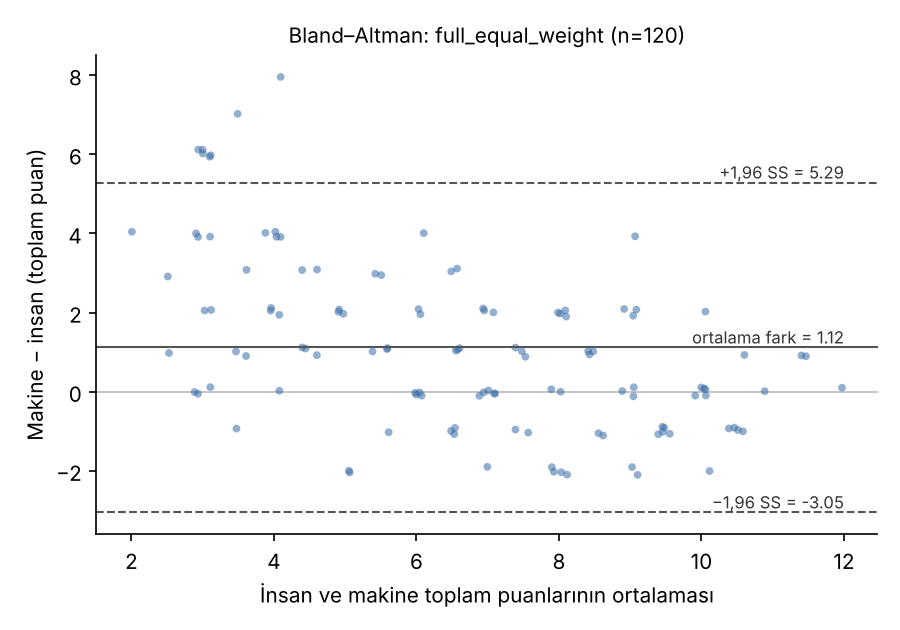 Bland–Altman: full_equal_weight (n=120)
Makine − insan (toplam puan)
8
6
4
2
0
−2
+1,96 SS = 5.29
ortalama fark = 1.12
−1,96 SS = -3.05
2 4 6 8 10 12
İnsan ve makine toplam puanlarının ortalaması